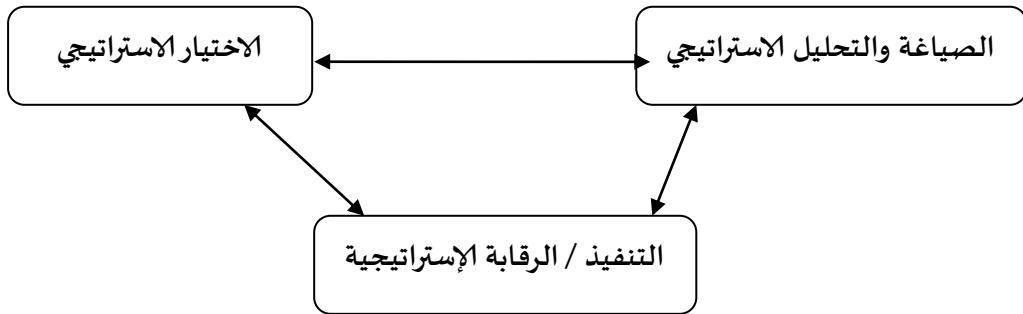 الصياغة والتحليل الاستراتيجي
الاختيار الاستراتيجي
التنفيذ / الرقابة الإستراتيجية